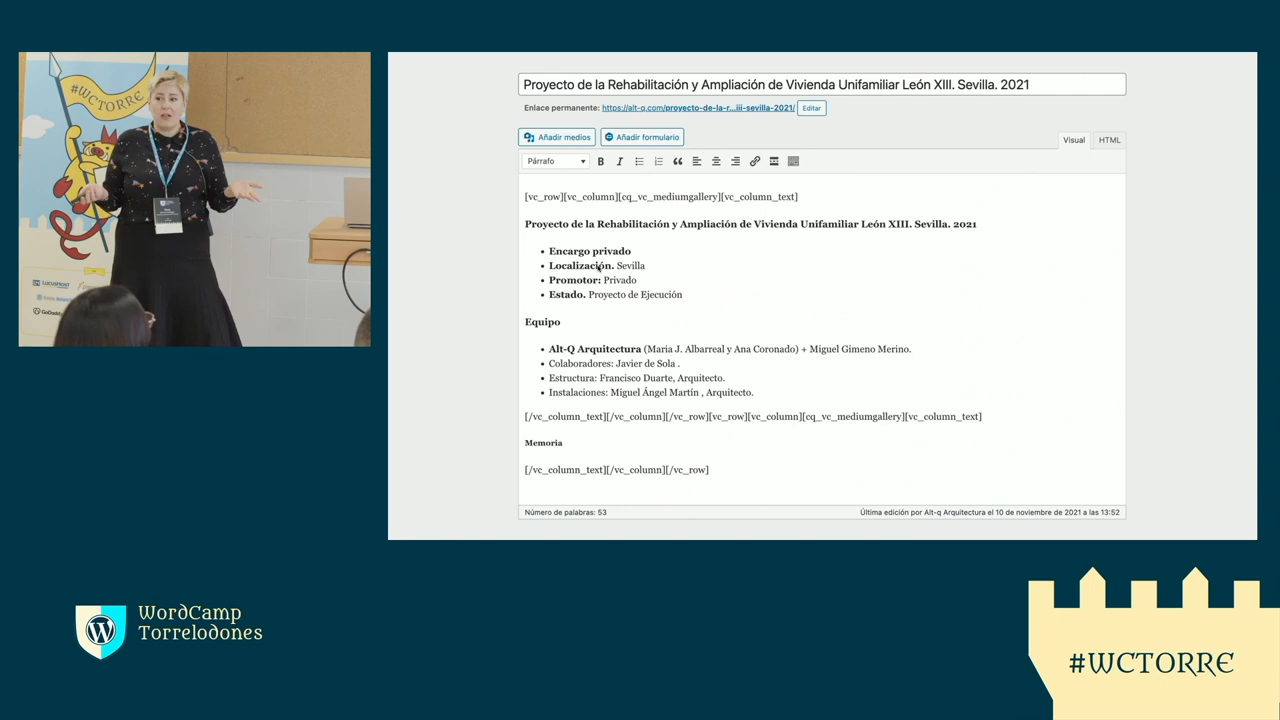 #WCTORRE
LucusHost
GoDaddy
Proyecto de la Rehabilitación y Ampliación de Vivienda Unifamiliar León XIII. Sevilla. 2021
Enlace permanente: https://alt-q.com/proyecto-de-la-r...iii-sevilla-2021/ Editar
Añadir medios Añadir formulario
Visual HTML
Párrafo B I
[vc_row][vc_column][cq_vc_mediumgallery][vc_column_text]
Proyecto de la Rehabilitación y Ampliación de Vivienda Unifamiliar León XIII. Sevilla. 2021
• Encargo privado
• Localización. Sevilla
• Promotor: Privado
• Estado. Proyecto de Ejecución
Equipo
• Alt-Q Arquitectura (Maria J. Albarreal y Ana Coronado) + Miguel Gimeno Merino.
• Colaboradores: Javier de Sola .
• Estructura: Francisco Duarte, Arquitecto.
• Instalaciones: Miguel Ángel Martín , Arquitecto.
[/vc_column_text][/vc_column][/vc_row][vc_row][vc_column][cq_vc_mediumgallery][vc_column_text]
Memoria
[/vc_column_text][/vc_column][/vc_row]
Número de palabras: 53
Última edición por Alt-q Arquitectura el 10 de noviembre de 2021 a las 13:52
WordCamp
Torrelodones
#WCTORRE